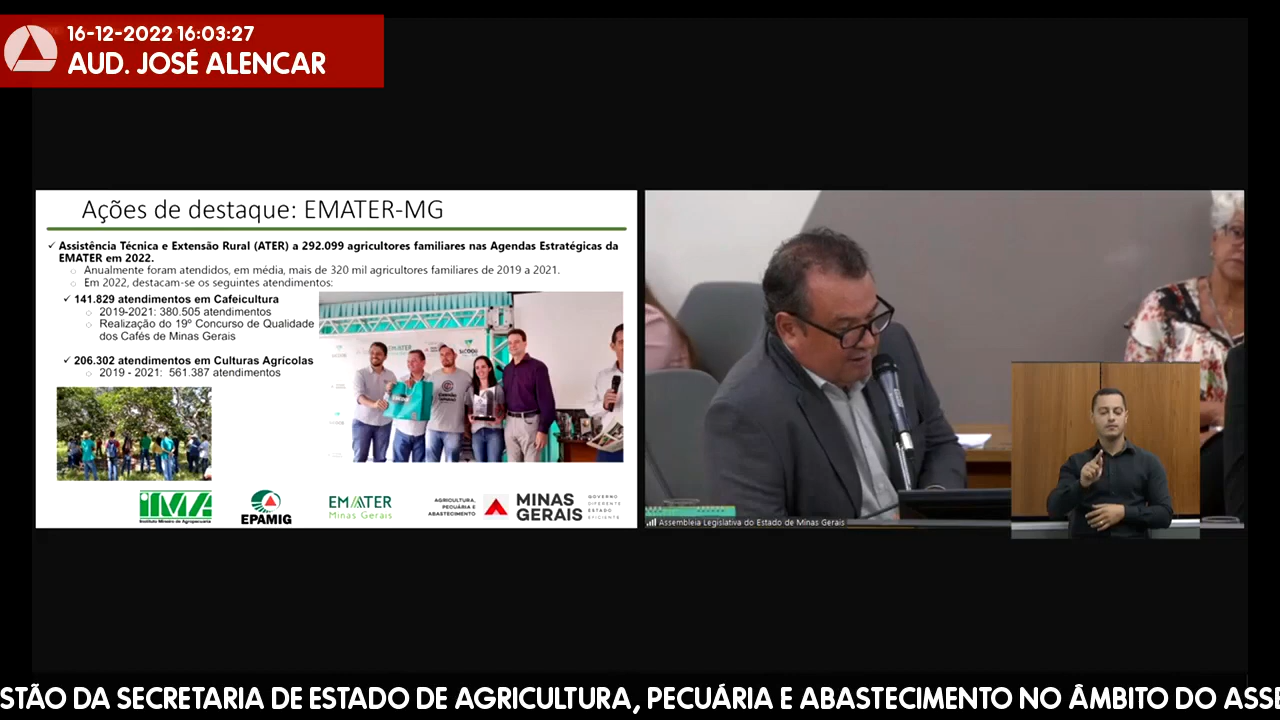 16-12-2022 16:03:27
AUD. JOSÉ ALENCAR
Ações de destaque: EMATER-MG
✓ Assistência Técnica e Extensão Rural (ATER) a 292.099 agricultores familiares nas Agendas Estratégicas da
EMATER em 2022.
○ Anualmente foram atendidos, em média, mais de 320 mil agricultores familiares de 2019 a 2021.
○ Em 2022, destacam-se os seguintes atendimentos:
✓ 141.829 atendimentos em Cafeicultura
○ 2019-2021: 380.505 atendimentos
○ Realização do 19º Concurso de Qualidade
dos Cafés de Minas Gerais
✓ 206.302 atendimentos em Culturas Agrícolas
○ 2019 - 2021: 561.387 atendimentos
EMATER
SICOOB
IMA
Instituto Mineiro de Agropecuária
EPAMIG
EMATER
Minas Gerais
AGRICULTURA,
PECUÁRIA E
ABASTECIMENTO
MINAS
GERAIS
GOVERNO
DIFERENTE
ESTADO
EFICIENTE
Assembleia Legislativa do Estado de Minas Gerais
STÃO DA SECRETARIA DE ESTADO DE AGRICULTURA, PECUÁRIA E ABASTECIMENTO NO ÂMBITO DO ASSE